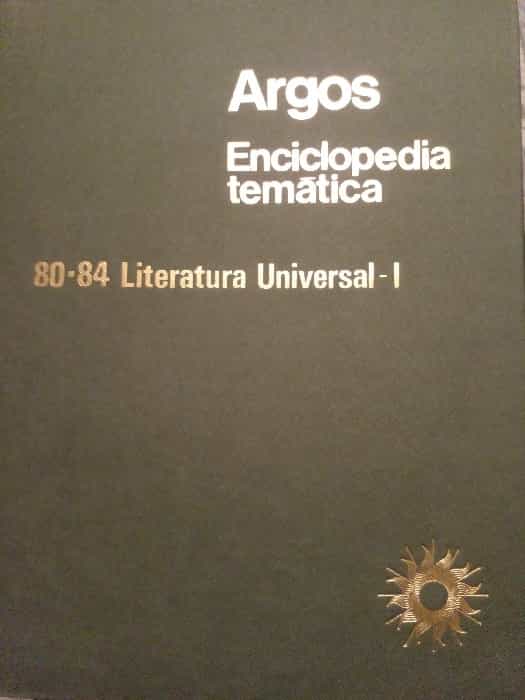 Argos
Enciclopedia
temática
80-84 Literatura Universal-I